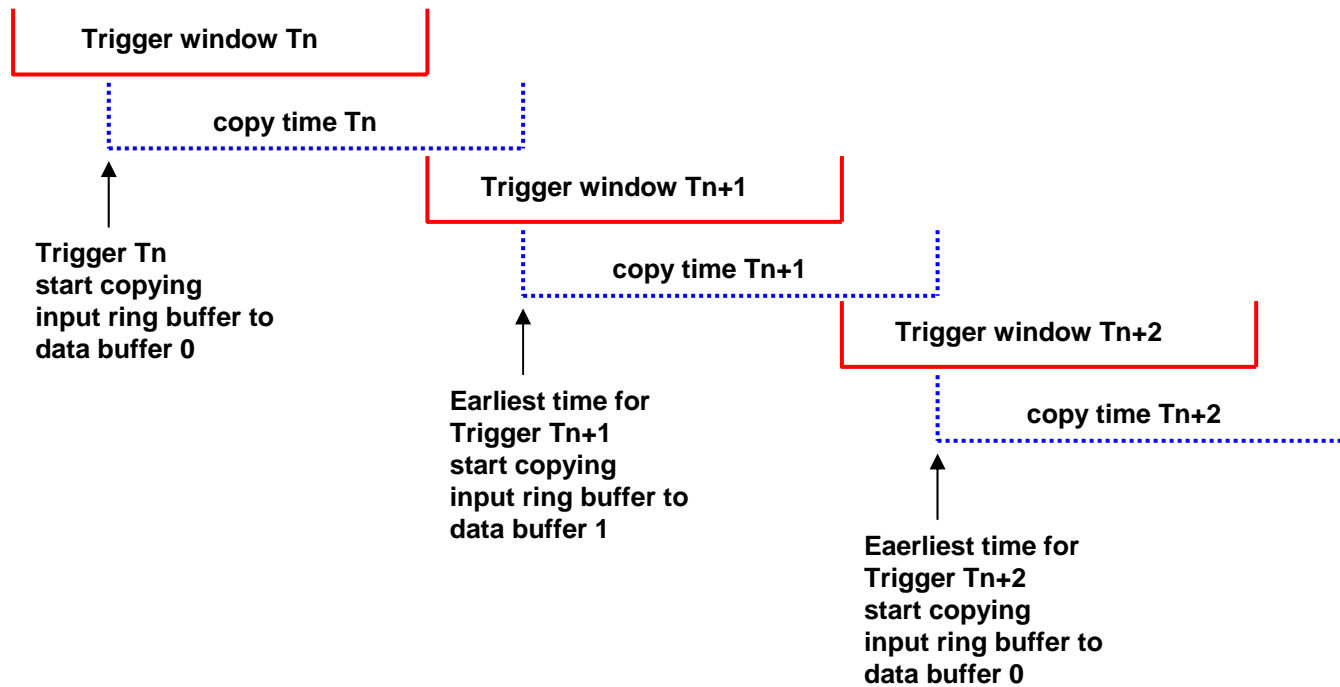 Trigger window Tn
copy time Tn
Trigger window Tn+1
Trigger Tn
start copying
input ring buffer to
data buffer 0
copy time Tn+1
Trigger window Tn+2
Earliest time for
Trigger Tn+1
start copying
input ring buffer to
data buffer 1
copy time Tn+2
Eaerliest time for
Trigger Tn+2
start copying
input ring buffer to
data buffer 0